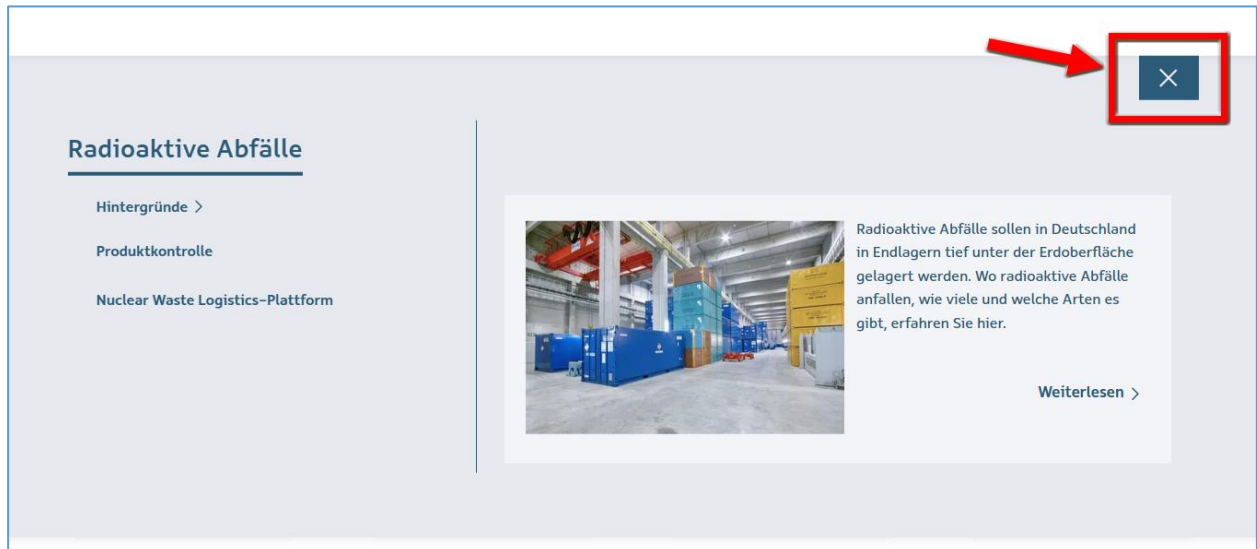 Radioaktive Abfälle
Hintergründe >
Produktkontrolle
Nuclear Waste Logistics-Plattform
Radioaktive Abfälle sollen in Deutschland
in Endlagern tief unter der Erdoberfläche
gelagert werden. Wo radioaktive Abfälle
anfallen, wie viele und welche Arten es
gibt, erfahren Sie hier.
Weiterlesen >